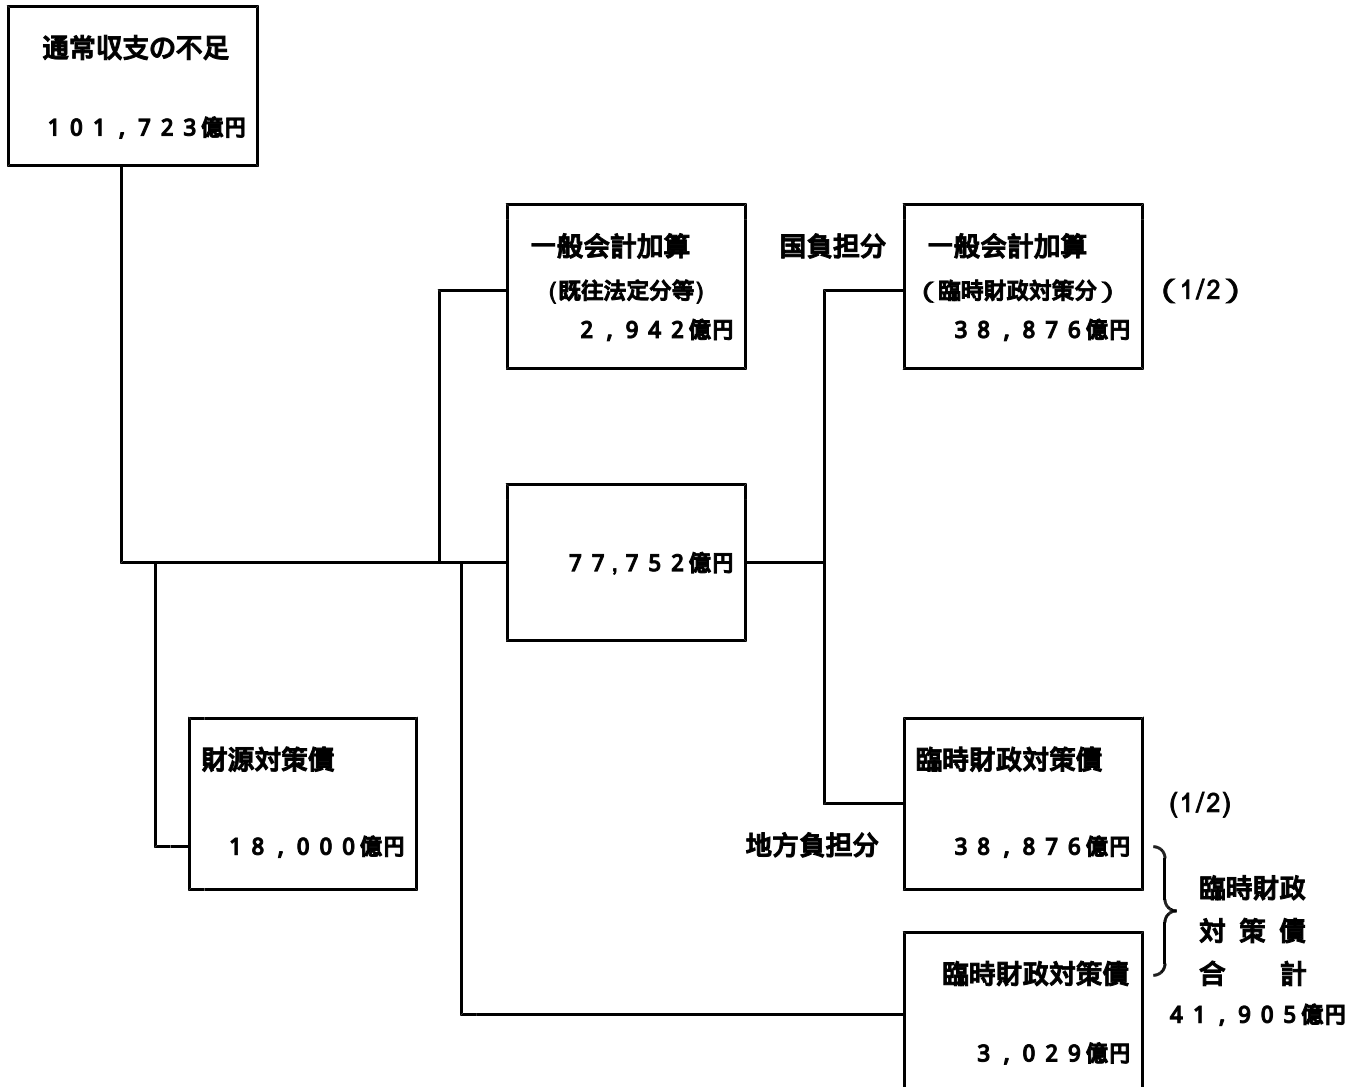 通常収支の不足
１０１,７２３億円
一般会計加算
(既往法定分等)
２,９４２億円
国負担分
一般会計加算
（臨時財政対策分）
３８,８７６億円
（1/2）
７７,７５２億円
財源対策債
１８,０００億円
地方負担分
臨時財政対策債
３８,８７６億円
(1/2)
臨時財政対策債
３,０２９億円
臨時財政
対 策 債
合　　計
４１,９０５億円